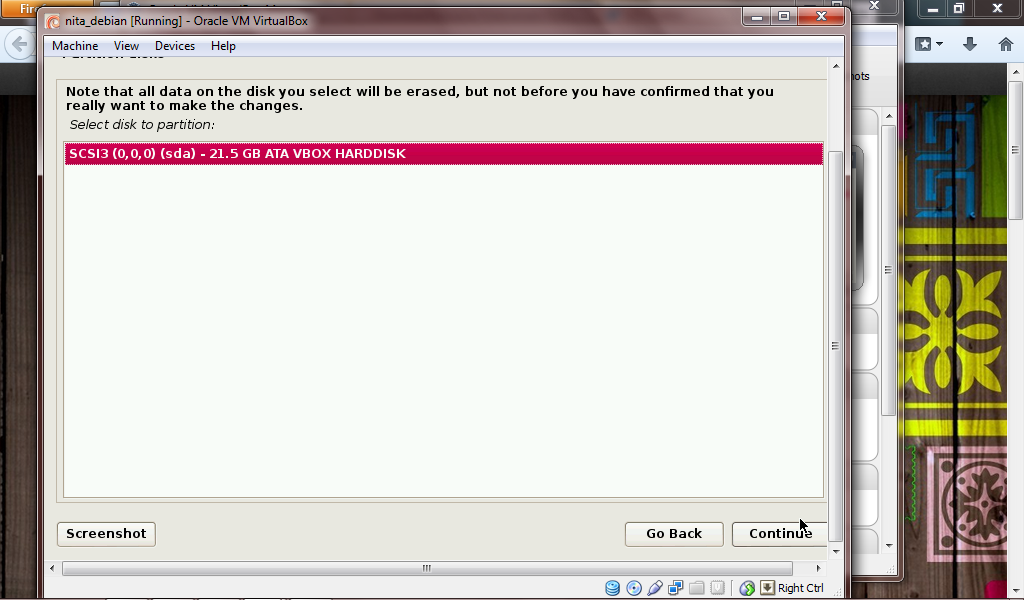 Fir
nita_debian [Running] - Oracle VM VirtualBox
Machine View Devices Help
Note that all data on the disk you select will be erased, but not before you have confirmed that you
really want to make the changes.
Select disk to partition:
SCSI3 (0,0,0) (sda) - 21.5 GB ATA VBOX HARDDISK
Screenshot
Go Back
Continue
Right Ctrl